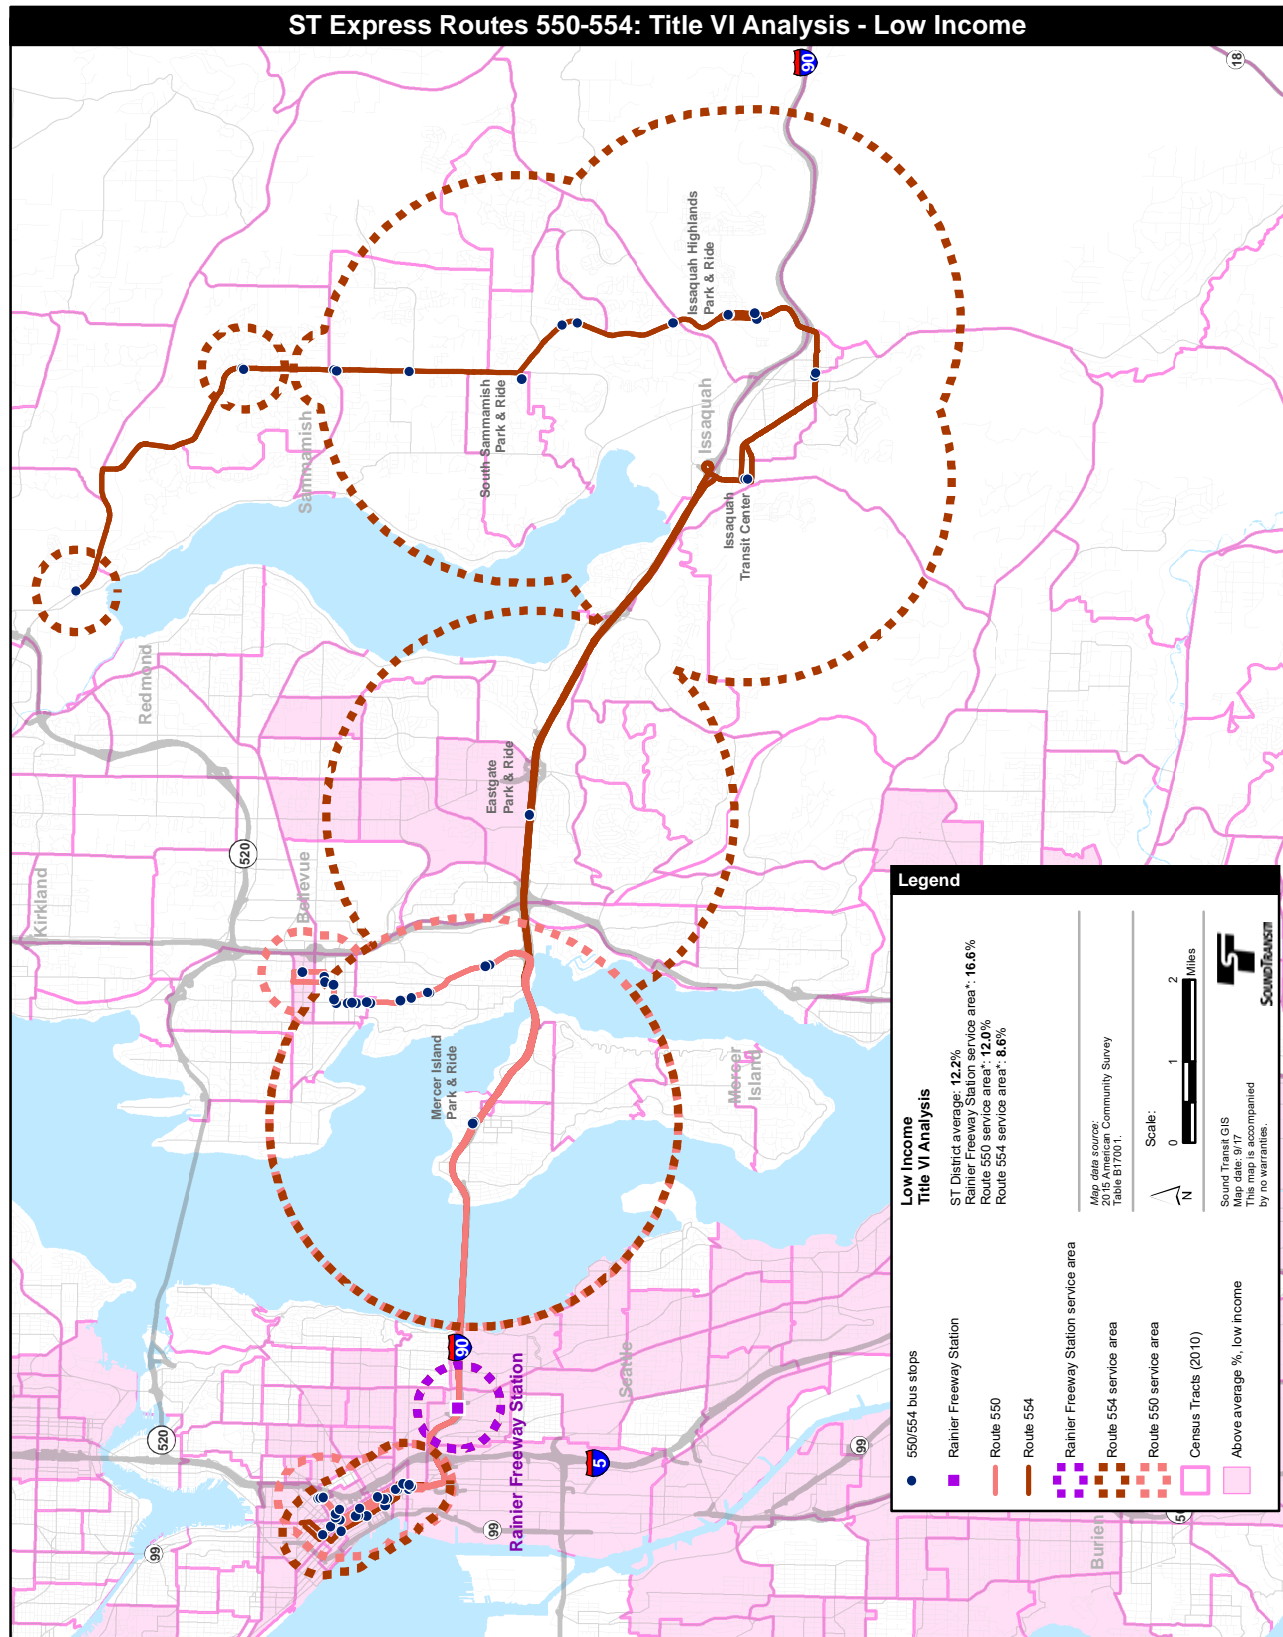 ST Express Routes 550-554: Title VI Analysis - Low Income
90
18
Issaquah Highlands
Park & Ride
South Sammamish
Park & Ride
Sammamish
Issaquah
Issaquah
Transit Center
Redmond
Eastgate
Park & Ride
520
Kirkland
Bellevue
Mercer Island
Park & Ride
Mercer
Island
90
Seattle
Rainier Freeway Station
520
5
99
99
99
Burien
5
Legend
550/554 bus stops
Rainier Freeway Station
Route 550
Route 554
Rainier Freeway Station service area
Route 554 service area
Route 550 service area
Census Tracts (2010)
Above average %, low income
Low Income
Title VI Analysis
ST District average: 12.2%
Rainier Freeway Station service area*: 16.6%
Route 550 service area*: 12.0%
Route 554 service area*: 8.6%
Map data source:
2015 American Community Survey
Table B17001.
Scale:
0 1 2
Miles
N
Sound Transit GIS
Map date: 9/17
This map is accompanied
by no warranties.
ST
SOUNDTRANSIT